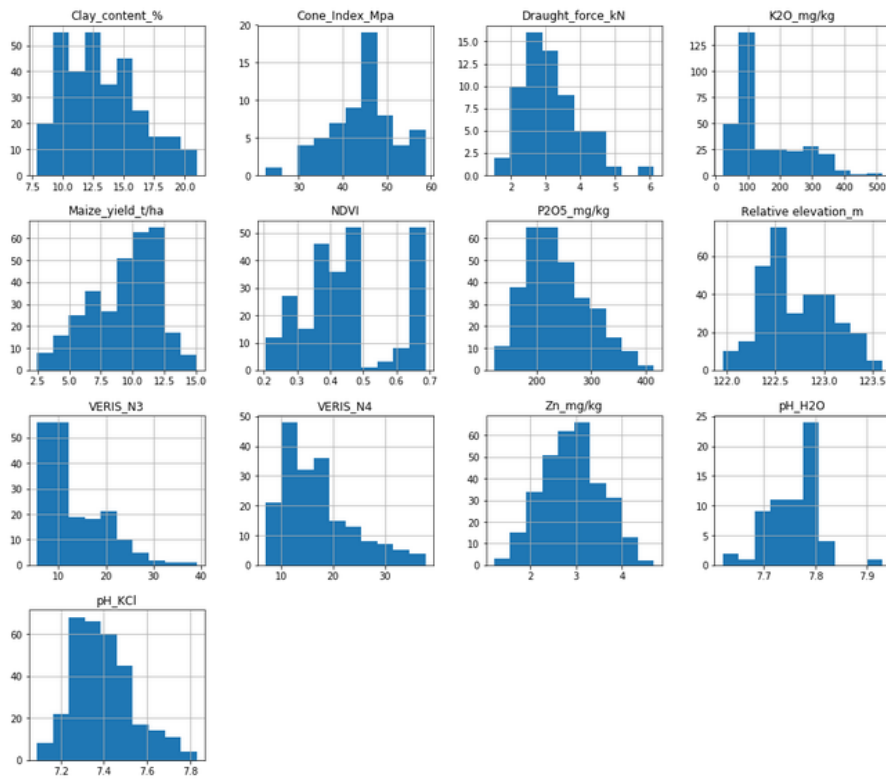 Clay_content_% Cone_Index_Mpa Draught_force_kN K2O_mg/kg
50 40 30 20 10 0
7.5 10.0 12.5 15.0 17.5 20.0
20 15 10 5 0
30 40 50 60
15.0 12.5 10.0 7.5 5.0 2.5 0.0
2 3 4 5 6
125 100 75 50 25 0
0 100 200 300 400 500
Maize_yield_t/ha NDVI P2O5_mg/kg Relative elevation_m
60 50 40 30 20 10 0
2.5 5.0 7.5 10.0 12.5 15.0
50 40 30 20 10 0
0.2 0.3 0.4 0.5 0.6 0.7
60 50 40 30 20 10 0
200 300 400
60 40 20 0
122.0 122.5 123.0 123.5
VERIS_N3 VERIS_N4 Zn_mg/kg pH_H2O
50 40 30 20 10 0
10 20 30 40
50 40 30 20 10 0
10 20 30
60 50 40 30 20 10 0
2 3 4
25 20 15 10 5 0
7.7 7.8 7.9
pH_KCl
60 40 20 0
7.2 7.4 7.6 7.8